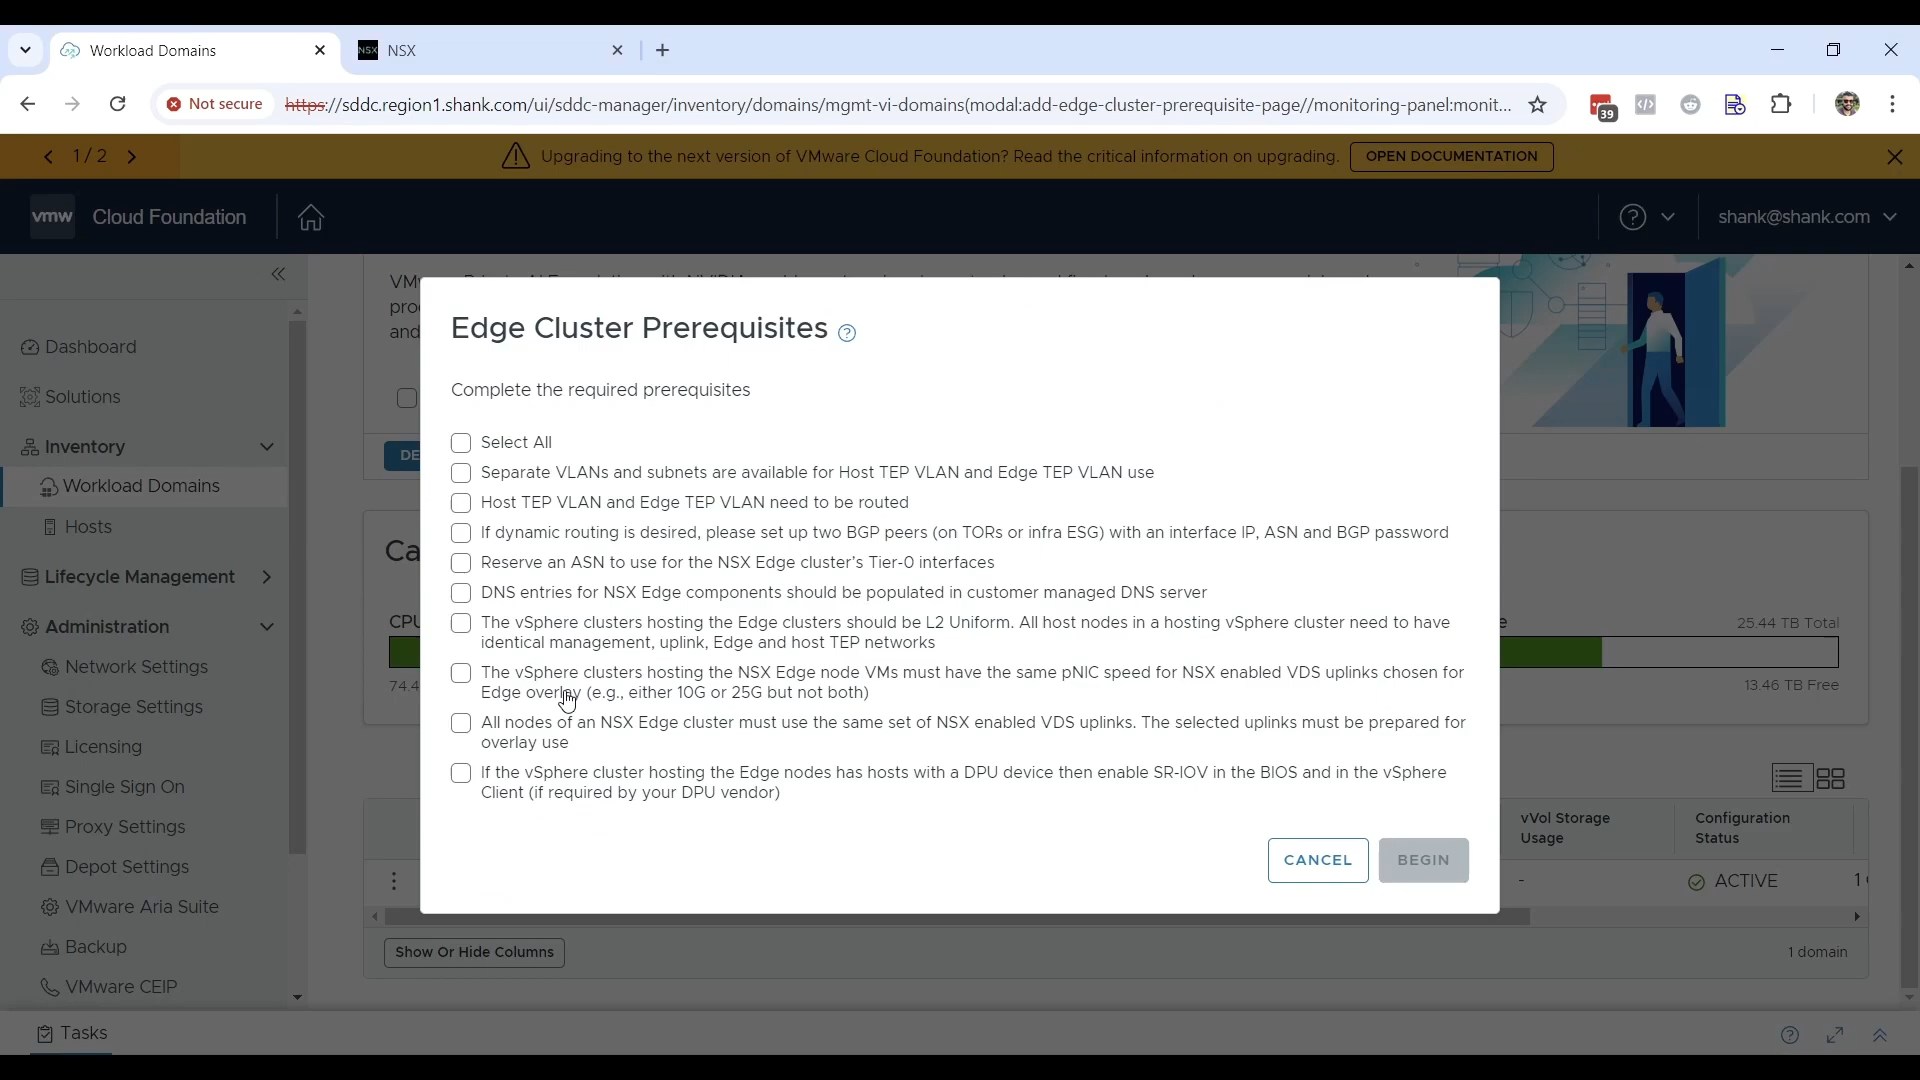 Workload Domains
NSX
NSX
Not secure
https://sddc.region1.shank.com/ui/sddc-manager/inventory/domains/mgmt-vi-domains(modal:add-edge-cluster-prerequisite-page//monitoring-panel:monit...
39
1 / 2
Upgrading to the next version of VMware Cloud Foundation? Read the critical information on upgrading.
OPEN DOCUMENTATION
vmw
Cloud Foundation
shank@shank.com
Dashboard
Solutions
Inventory
Workload Domains
Hosts
Lifecycle Management
Administration
Network Settings
Storage Settings
Licensing
Single Sign On
Proxy Settings
Depot Settings
VMware Aria Suite
Backup
VMware CEIP
Edge Cluster Prerequisites
Complete the required prerequisites
Select All
Separate VLANs and subnets are available for Host TEP VLAN and Edge TEP VLAN use
Host TEP VLAN and Edge TEP VLAN need to be routed
If dynamic routing is desired, please set up two BGP peers (on TORs or infra ESG) with an interface IP, ASN and BGP password
Reserve an ASN to use for the NSX Edge cluster's Tier-0 interfaces
DNS entries for NSX Edge components should be populated in customer managed DNS server
The vSphere clusters hosting the Edge clusters should be L2 Uniform. All host nodes in a hosting vSphere cluster need to have
identical management, uplink, Edge and host TEP networks
The vSphere clusters hosting the NSX Edge node VMs must have the same pNIC speed for NSX enabled VDS uplinks chosen for
Edge overlay (e.g., either 10G or 25G but not both)
All nodes of an NSX Edge cluster must use the same set of NSX enabled VDS uplinks. The selected uplinks must be prepared for
overlay use
If the vSphere cluster hosting the Edge nodes has hosts with a DPU device then enable SR-IOV in the BIOS and in the vSphere
Client (if required by your DPU vendor)
CANCEL
BEGIN
25.44 TB Total
13.46 TB Free
vVol Storage
Usage
Configuration
Status
-
ACTIVE
Show Or Hide Columns
1 domain
Tasks